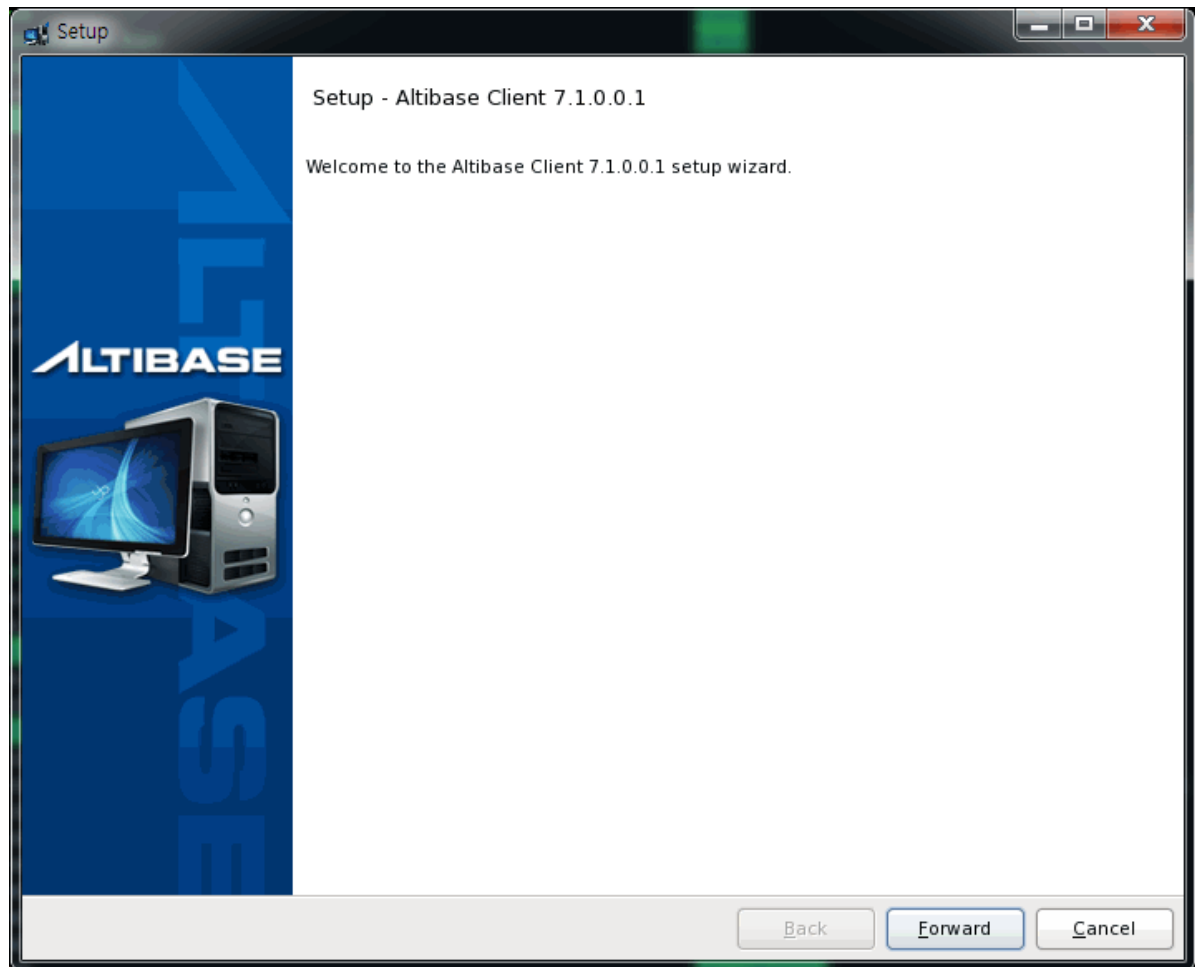 Setup
Setup - Altibase Client 7.1.0.0.1
Welcome to the Altibase Client 7.1.0.0.1 setup wizard.
ALTIBASE
ALTIBASE
Back
Forward
Cancel